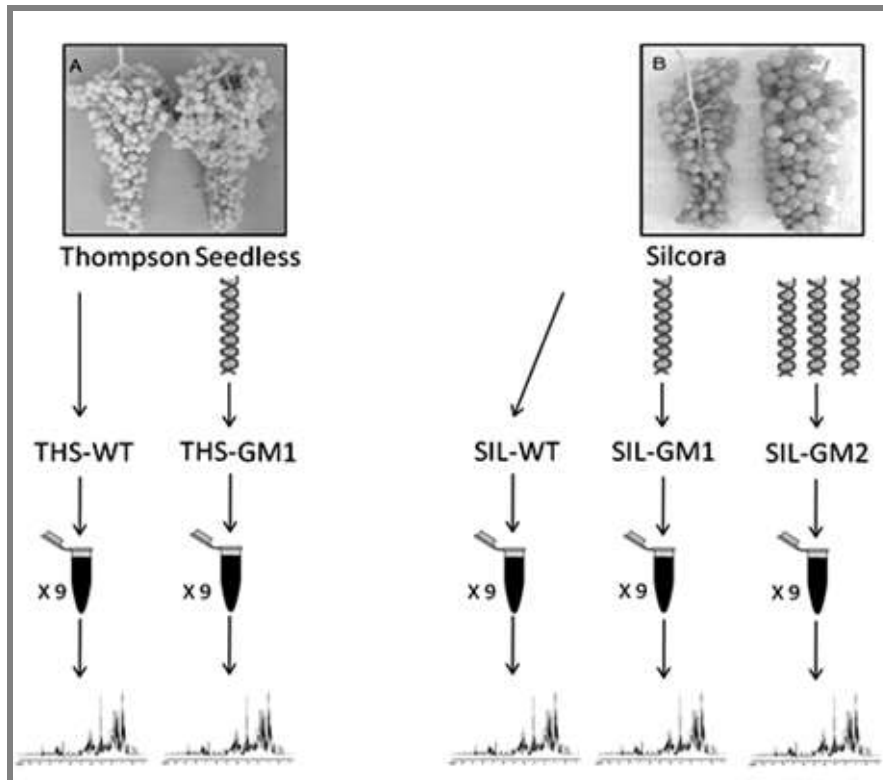 A
B
Thompson Seedless
Silcora
THS-WT
THS-GM1
SIL-WT
SIL-GM1
SIL-GM2
X 9
X 9
X 9
X 9
X 9